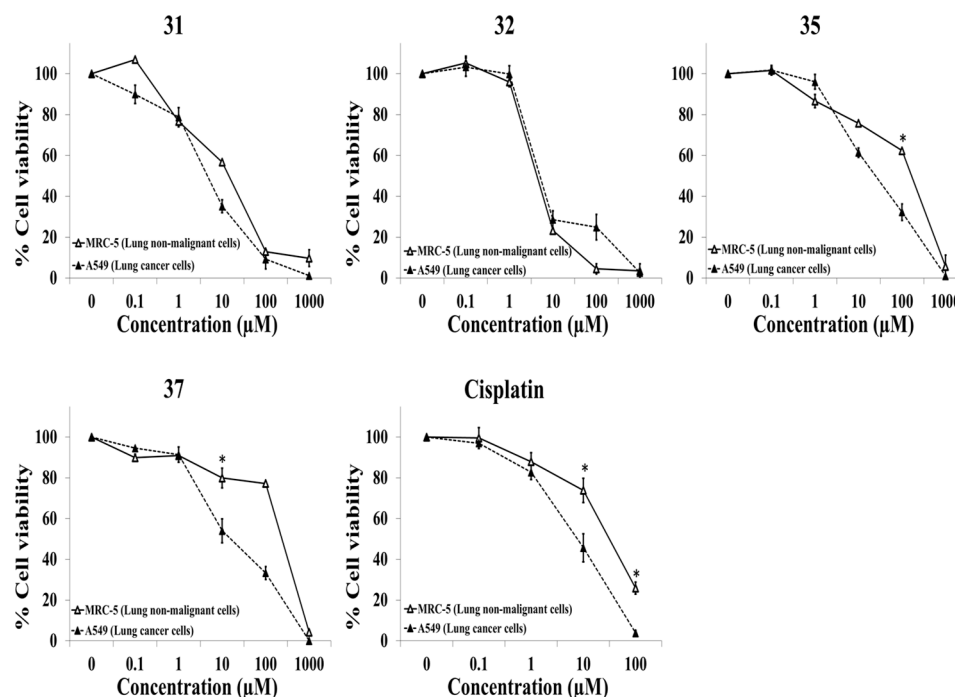 31
100
80
60
40
20
0
% Cell viability
MRC-5 (Lung non-malignant cells)
A549 (Lung cancer cells)
0 0.1 1 10 100 1000
Concentration (µM)
32
100
80
60
40
20
0
% Cell viability
MRC-5 (Lung non-malignant cells)
A549 (Lung cancer cells)
0 0.1 1 10 100 1000
Concentration (µM)
35
100
80
60
40
20
0
% Cell viability
*
MRC-5 (Lung non-malignant cells)
A549 (Lung cancer cells)
0 0.1 1 10 100 1000
Concentration (µM)
37
100
80
60
40
20
0
% Cell viability
*
MRC-5 (Lung non-malignant cells)
A549 (Lung cancer cells)
0 0.1 1 10 100 1000
Concentration (µM)
Cisplatin
100
80
60
40
20
0
% Cell viability
*
*
MRC-5 (Lung non-malignant cells)
A549 (Lung cancer cells)
0 0.1 1 10 100
Concentration (µM)